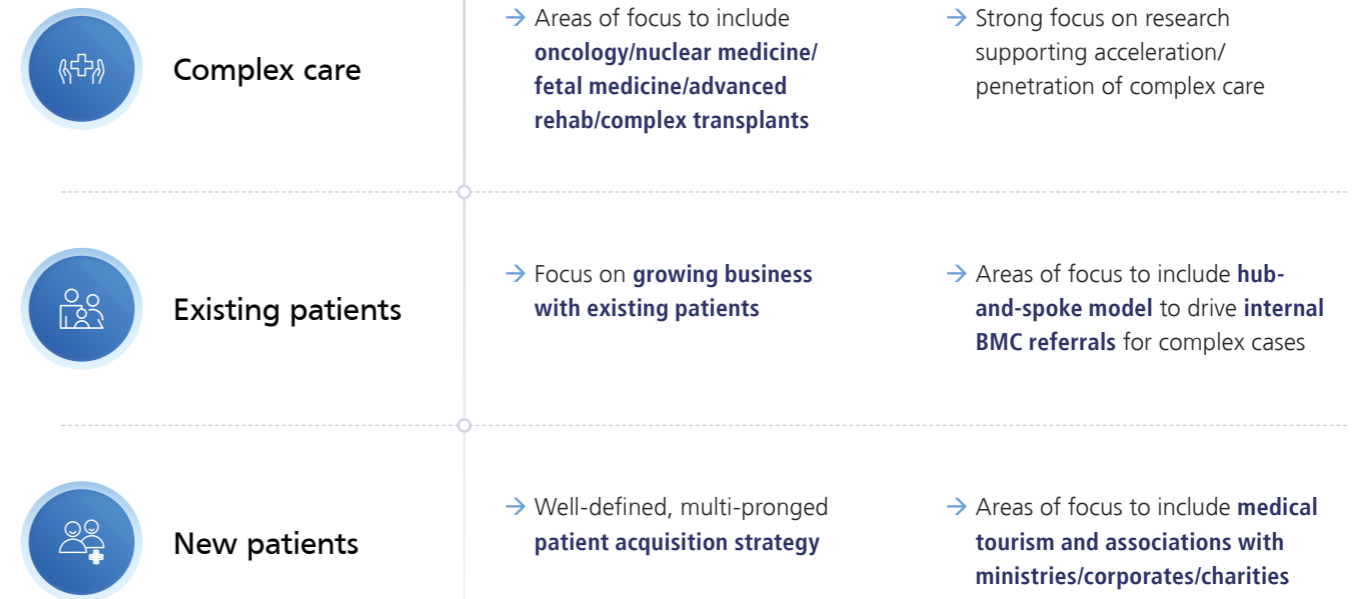 Complex care
→ Areas of focus to include
oncology/nuclear medicine/
fetal medicine/advanced
rehab/complex transplants
→ Strong focus on research
supporting acceleration/
penetration of complex care
Existing patients
→ Focus on growing business
with existing patients
→ Areas of focus to include hub-
and-spoke model to drive internal
BMC referrals for complex cases
New patients
→ Well-defined, multi-pronged
patient acquisition strategy
→ Areas of focus to include medical
tourism and associations with
ministries/corporates/charities